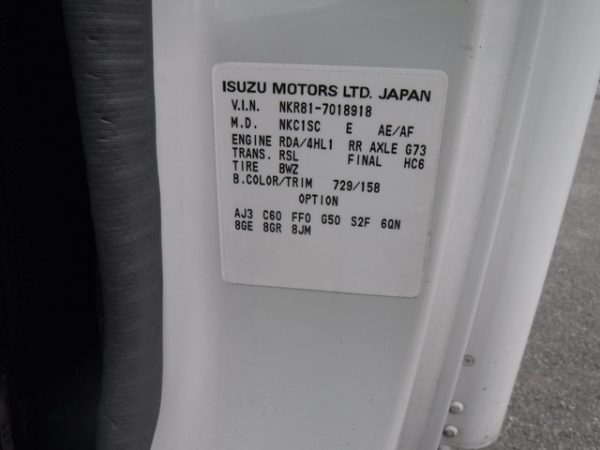 ISUZU MOTORS LTD. JAPAN
V.I.N. NKR81-7018918
M.D. NKC1SC E AE/AF
ENGINE RDA/4HL1 RR AXLE G73
TRANS. RSL FINAL HC6
TIRE BWZ
B.COLOR/TRIM 729/158
OPTION
AJ3 C60 FF0 G50 S2F 6QN
8GE 8GR 8JM